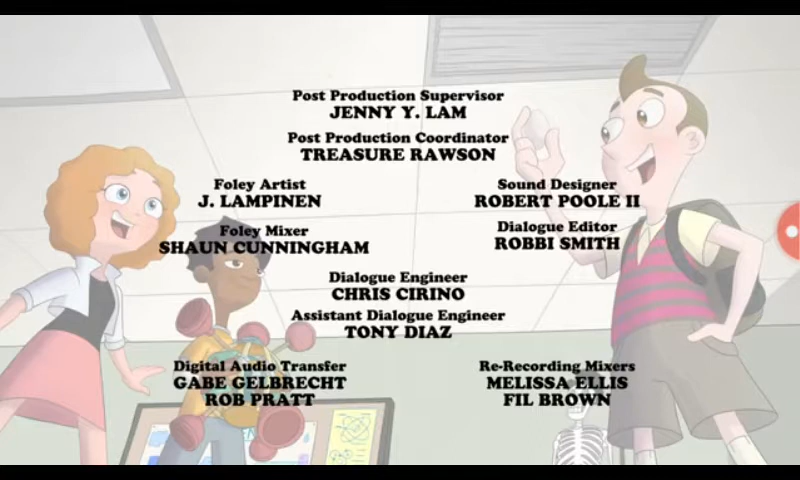 Post Production Supervisor
JENNY Y. LAM
Post Production Coordinator
TREASURE RAWSON
Foley Artist
J. LAMPINEN
Sound Designer
ROBERT POOLE II
Foley Mixer
SHAUN CUNNINGHAM
Dialogue Editor
ROBBI SMITH
Dialogue Engineer
CHRIS CIRINO
Assistant Dialogue Engineer
TONY DIAZ
Digital Audio Transfer
GABE GELBRECHT
ROB PRATT
Re-Recording Mixers
MELISSA ELLIS
FIL BROWN